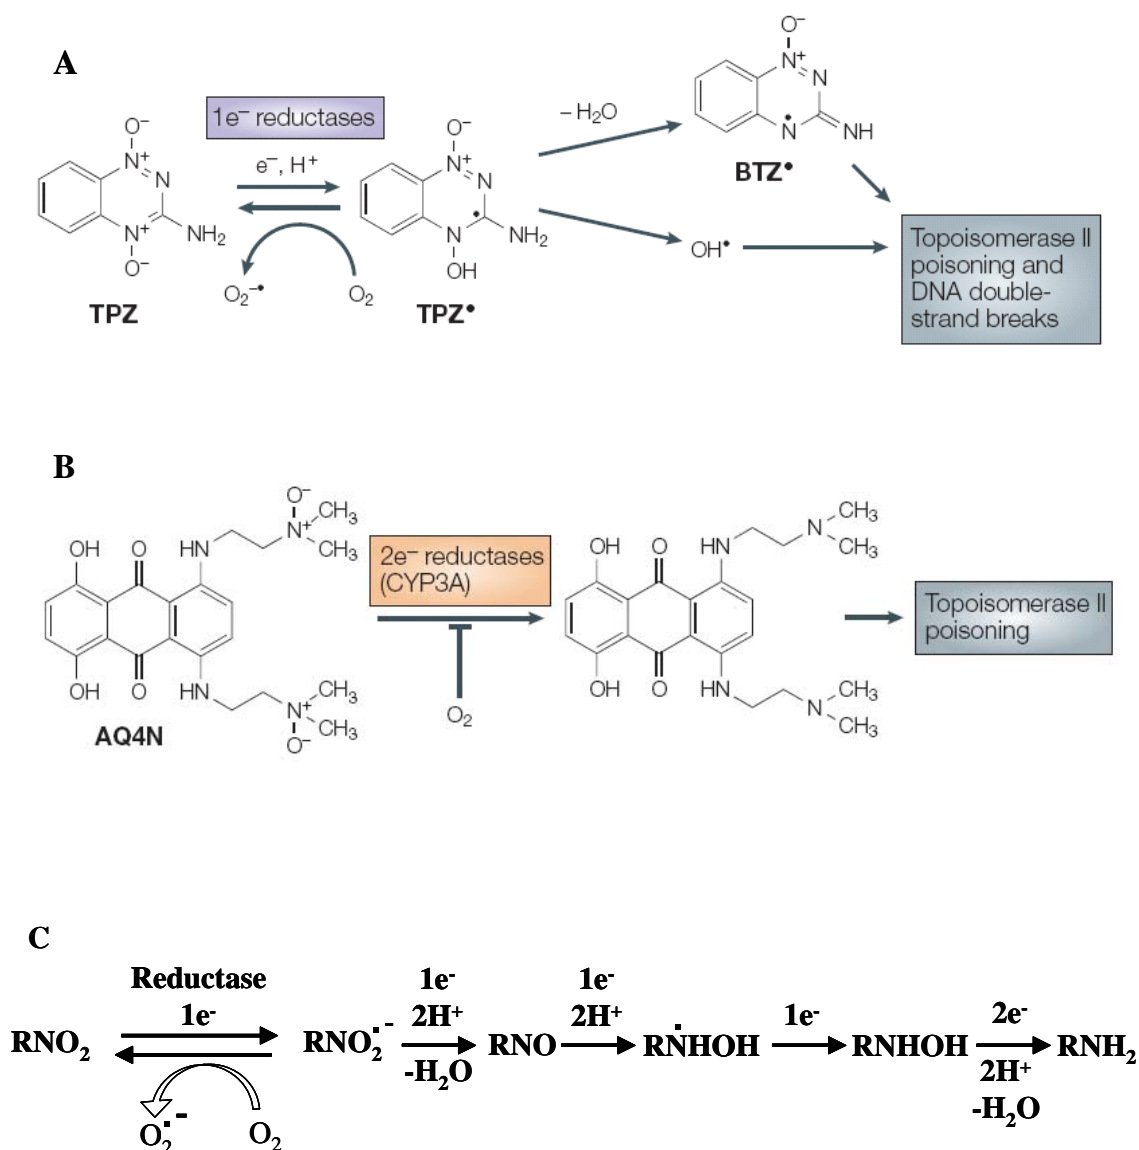 A
1e⁻ reductases
e⁻, H⁺
O⁻
N⁺
N
N⁺
NH₂
O⁻
TPZ
O₂⁻•
O₂
O⁻
N⁺
N
N
NH₂
OH
TPZ•
– H₂O
O⁻
N⁺
N
N
NH
BTZ•
OH•
Topoisomerase II
poisoning and
DNA double-
strand breaks
B
OH
O
HN
O⁻
N⁺
CH₃
CH₃
OH
O
HN
N⁺
CH₃
CH₃
O⁻
AQ4N
2e⁻ reductases
(CYP3A)
O₂
OH
O
HN
N
CH₃
CH₃
OH
O
HN
N
CH₃
CH₃
Topoisomerase II
poisoning
C
Reductase
1e⁻
RNO₂
O₂•⁻
O₂
RNO₂•⁻
1e⁻
2H⁺
-H₂O
RNO
1e⁻
2H⁺
RṄHOH
1e⁻
RNHOH
2e⁻
2H⁺
-H₂O
RNH₂